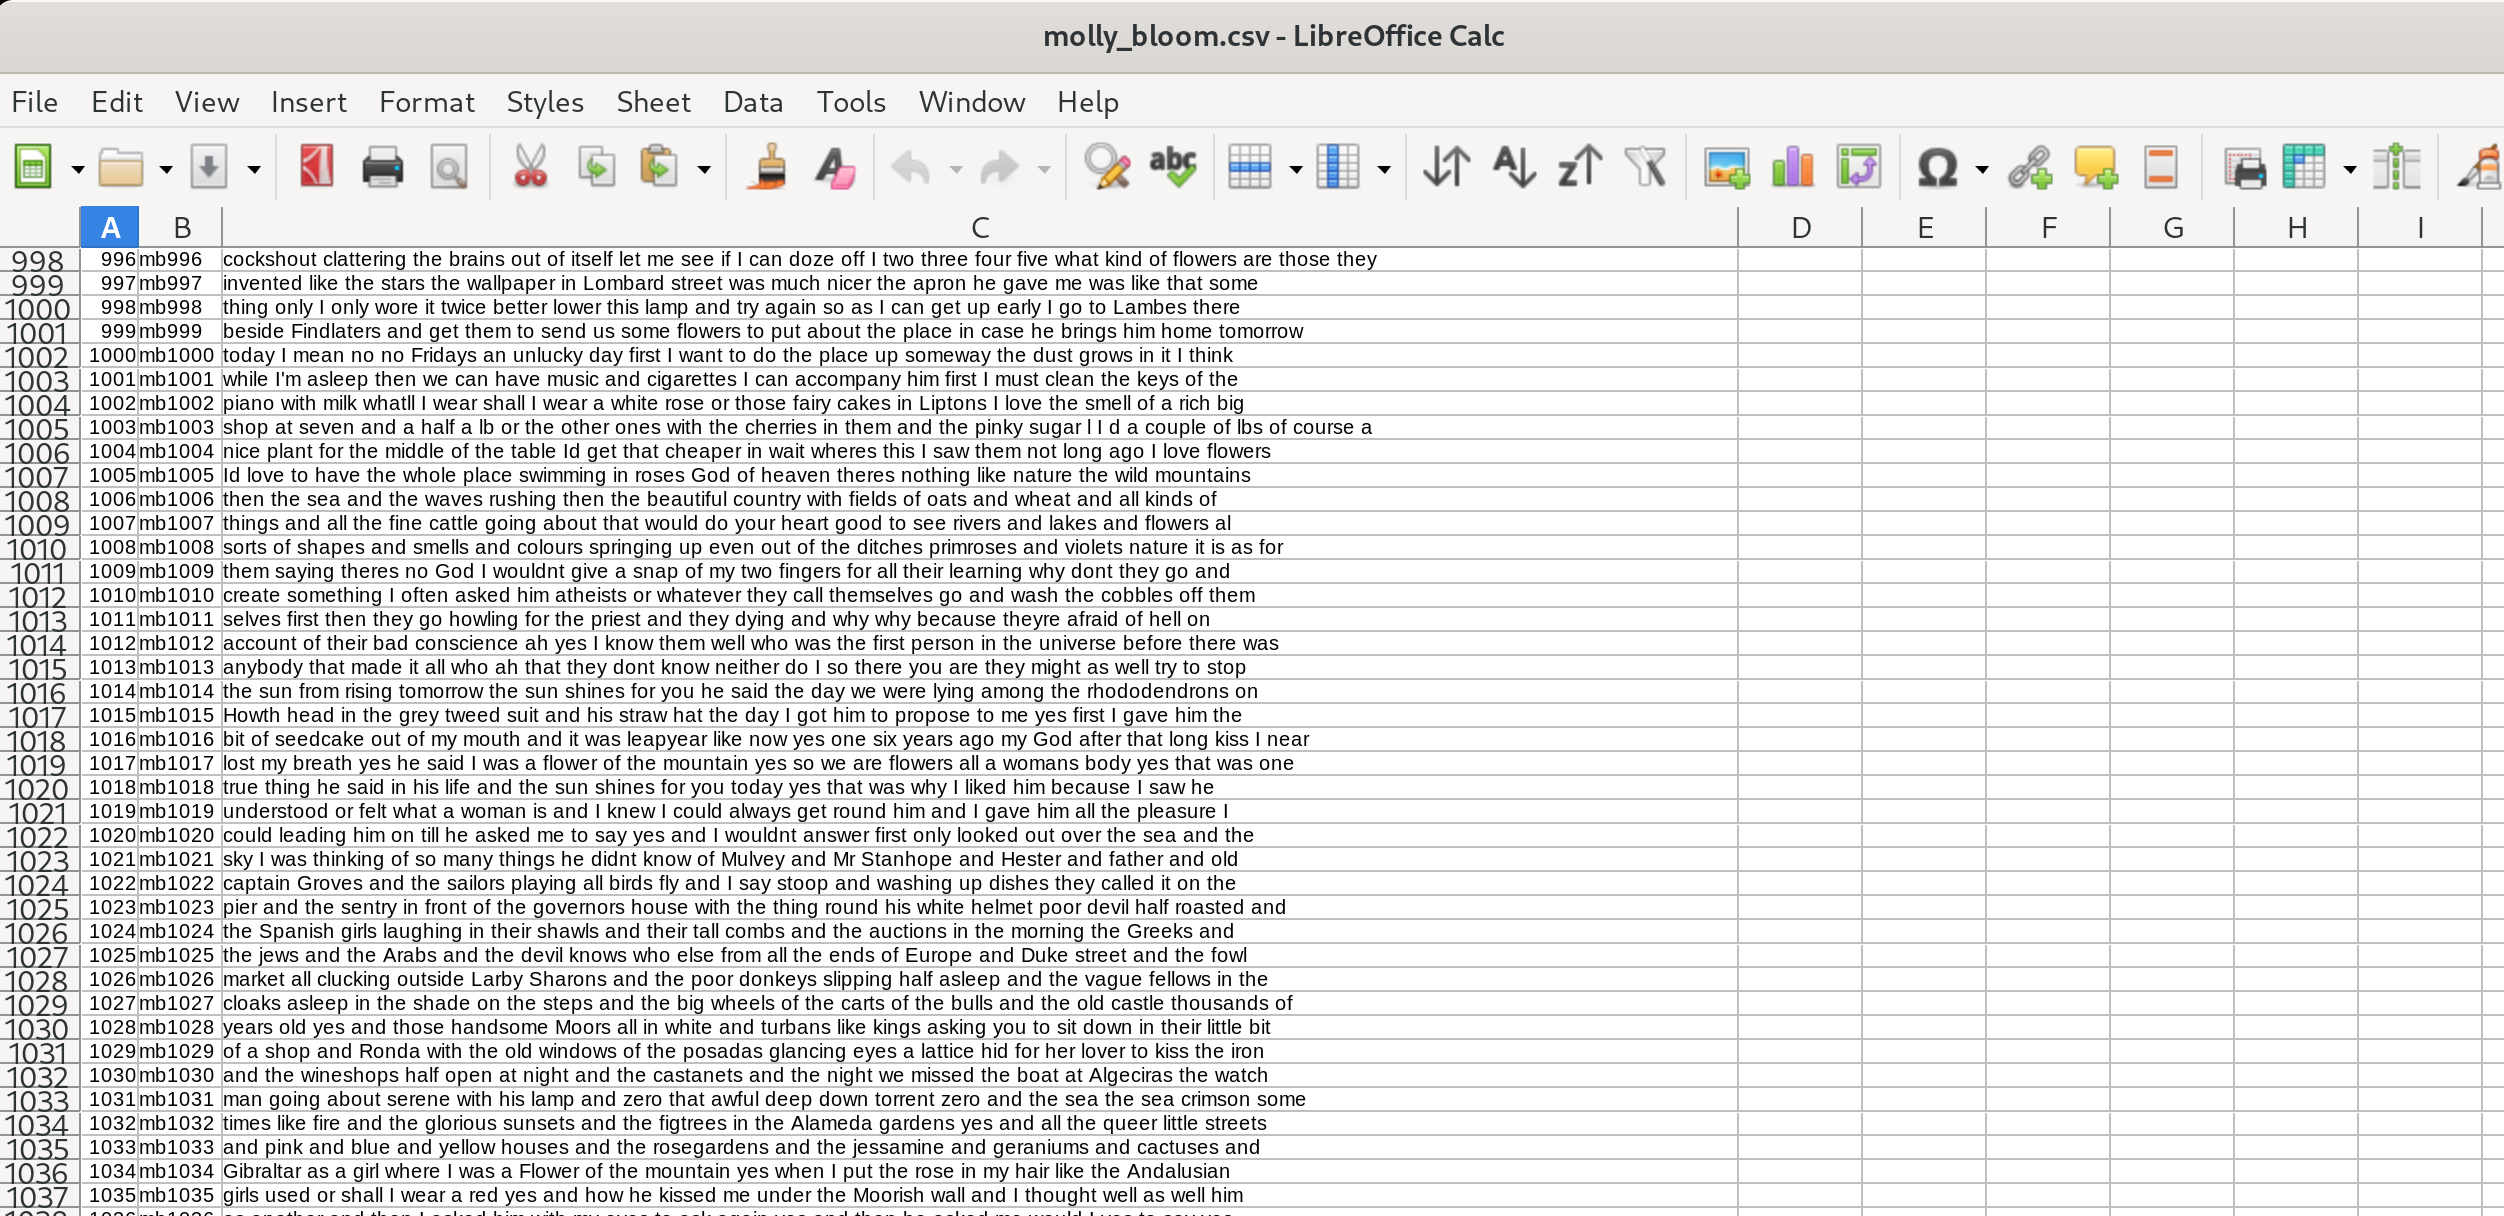 molly_bloom.csv - LibreOffice Calc
File Edit View Insert Format Styles Sheet Data Tools Window Help
A B C D E F G H I
998 996 mb996 cockshout clattering the brains out of itself let me see if I can doze off I two three four five what kind of flowers are those they
999 997 mb997 invented like the stars the wallpaper in Lombard street was much nicer the apron he gave me was like that some
1000 998 mb998 thing only I only wore it twice better lower this lamp and try again so as I can get up early I go to Lambes there
1001 999 mb999 beside Findlaters and get them to send us some flowers to put about the place in case he brings him home tomorrow
1002 1000 mb1000 today I mean no no Fridays an unlucky day first I want to do the place up someway the dust grows in it I think
1003 1001 mb1001 while I'm asleep then we can have music and cigarettes I can accompany him first I must clean the keys of the
1004 1002 mb1002 piano with milk whatll I wear shall I wear a white rose or those fairy cakes in Liptons I love the smell of a rich big
1005 1003 mb1003 shop at seven and a half a lb or the other ones with the cherries in them and the pinky sugar l I d a couple of lbs of course a
1006 1004 mb1004 nice plant for the middle of the table Id get that cheaper in wait wheres this I saw them not long ago I love flowers
1007 1005 mb1005 Id love to have the whole place swimming in roses God of heaven theres nothing like nature the wild mountains
1008 1006 mb1006 then the sea and the waves rushing then the beautiful country with fields of oats and wheat and all kinds of
1009 1007 mb1007 things and all the fine cattle going about that would do your heart good to see rivers and lakes and flowers al
1010 1008 mb1008 sorts of shapes and smells and colours springing up even out of the ditches primroses and violets nature it is as for
1011 1009 mb1009 them saying theres no God I wouldnt give a snap of my two fingers for all their learning why dont they go and
1012 1010 mb1010 create something I often asked him atheists or whatever they call themselves go and wash the cobbles off them
1013 1011 mb1011 selves first then they go howling for the priest and they dying and why why because theyre afraid of hell on
1014 1012 mb1012 account of their bad conscience ah yes I know them well who was the first person in the universe before there was
1015 1013 mb1013 anybody that made it all who ah that they dont know neither do I so there you are they might as well try to stop
1016 1014 mb1014 the sun from rising tomorrow the sun shines for you he said the day we were lying among the rhododendrons on
1017 1015 mb1015 Howth head in the grey tweed suit and his straw hat the day I got him to propose to me yes first I gave him the
1018 1016 mb1016 bit of seedcake out of my mouth and it was leapyear like now yes one six years ago my God after that long kiss I near
1019 1017 mb1017 lost my breath yes he said I was a flower of the mountain yes so we are flowers all a womans body yes that was one
1020 1018 mb1018 true thing he said in his life and the sun shines for you today yes that was why I liked him because I saw he
1021 1019 mb1019 understood or felt what a woman is and I knew I could always get round him and I gave him all the pleasure I
1022 1020 mb1020 could leading him on till he asked me to say yes and I wouldnt answer first only looked out over the sea and the
1023 1021 mb1021 sky I was thinking of so many things he didnt know of Mulvey and Mr Stanhope and Hester and father and old
1024 1022 mb1022 captain Groves and the sailors playing all birds fly and I say stoop and washing up dishes they called it on the
1025 1023 mb1023 pier and the sentry in front of the governors house with the thing round his white helmet poor devil half roasted and
1026 1024 mb1024 the Spanish girls laughing in their shawls and their tall combs and the auctions in the morning the Greeks and
1027 1025 mb1025 the jews and the Arabs and the devil knows who else from all the ends of Europe and Duke street and the fowl
1028 1026 mb1026 market all clucking outside Larby Sharons and the poor donkeys slipping half asleep and the vague fellows in the
1029 1027 mb1027 cloaks asleep in the shade on the steps and the big wheels of the carts of the bulls and the old castle thousands of
1030 1028 mb1028 years old yes and those handsome Moors all in white and turbans like kings asking you to sit down in their little bit
1031 1029 mb1029 of a shop and Ronda with the old windows of the posadas glancing eyes a lattice hid for her lover to kiss the iron
1032 1030 mb1030 and the wineshops half open at night and the castanets and the night we missed the boat at Algeciras the watch
1033 1031 mb1031 man going about serene with his lamp and zero that awful deep down torrent zero and the sea the sea crimson some
1034 1032 mb1032 times like fire and the glorious sunsets and the figtrees in the Alameda gardens yes and all the queer little streets
1035 1033 mb1033 and pink and blue and yellow houses and the rosegardens and the jessamine and geraniums and cactuses and
1036 1034 mb1034 Gibraltar as a girl where I was a Flower of the mountain yes when I put the rose in my hair like the Andalusian
1037 1035 mb1035 girls used or shall I wear a red yes and how he kissed me under the Moorish wall and I thought well as well him